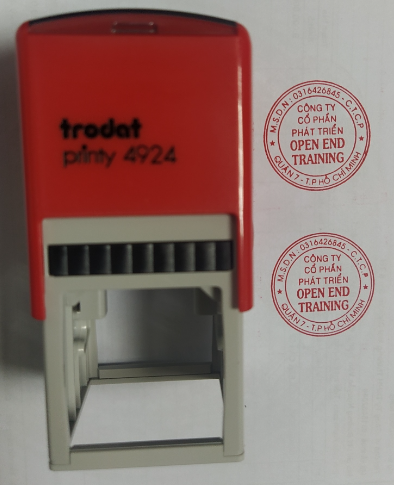 trodat
printy 4924
M.S.D.N: 0316426845 - C.T.C.P
CÔNG TY
CỔ PHẦN
PHÁT TRIỂN
OPEN END
TRAINING
★ QUẬN 7 - T.P HỒ CHÍ MINH ★
M.S.D.N: 0316426845 - C.T.C.P
CÔNG TY
CỔ PHẦN
PHÁT TRIỂN
OPEN END
TRAINING
★ QUẬN 7 - T.P HỒ CHÍ MINH ★